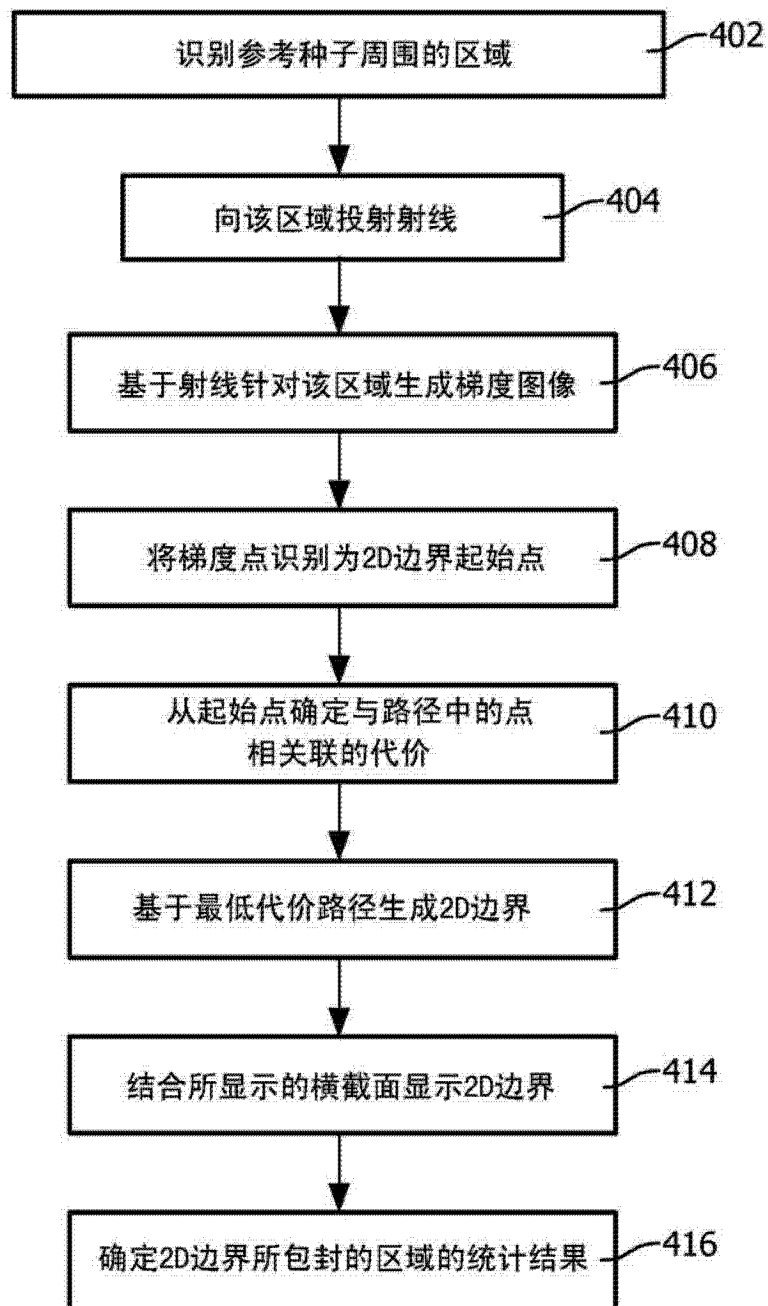 识别参考种子周围的区域
402
向该区域投射射线
404
基于射线针对该区域生成梯度图像
406
将梯度点识别为2D边界起始点
408
从起始点确定与路径中的点
相关联的代价
410
基于最低代价路径生成2D边界
412
结合所显示的横截面显示2D边界
414
确定2D边界所包封的区域的统计结果
416